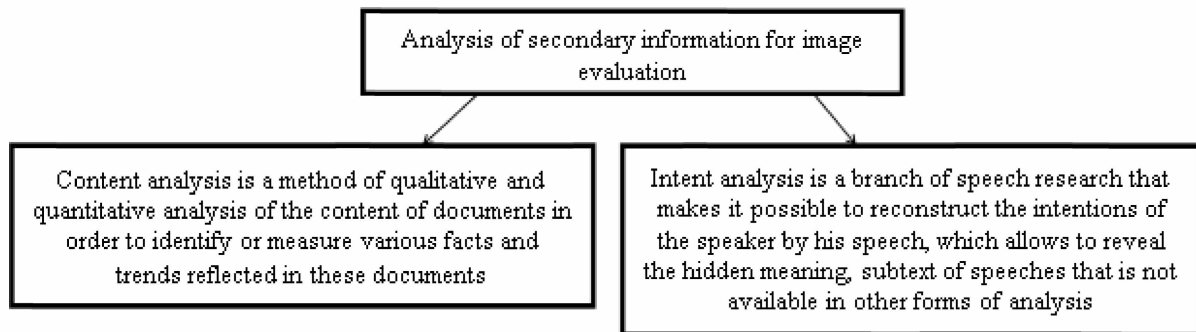 Analysis of secondary information for image
evaluation
Content analysis is a method of qualitative and
quantitative analysis of the content of documents in
order to identify or measure various facts and
trends reflected in these documents
Intent analysis is a branch of speech research that
makes it possible to reconstruct the intentions of
the speaker by his speech, which allows to reveal
the hidden meaning, subtext of speeches that is not
available in other forms of analysis